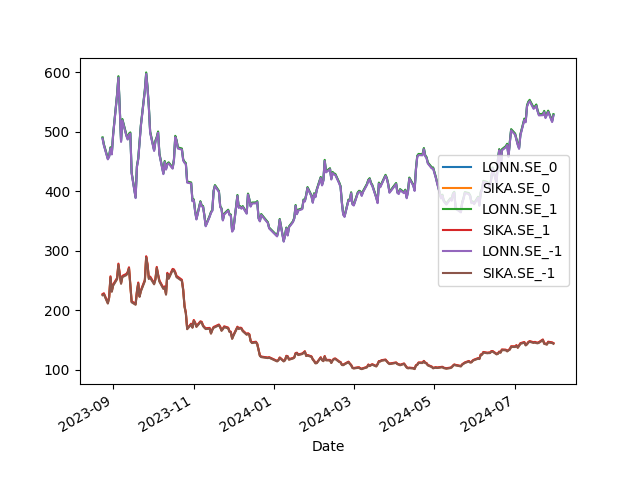 600
500
400
300
200
100
LONN.SE_0
SIKA.SE_0
LONN.SE_1
SIKA.SE_1
LONN.SE_-1
SIKA.SE_-1
2023-09
2023-11
2024-01
2024-03
2024-05
2024-07
Date